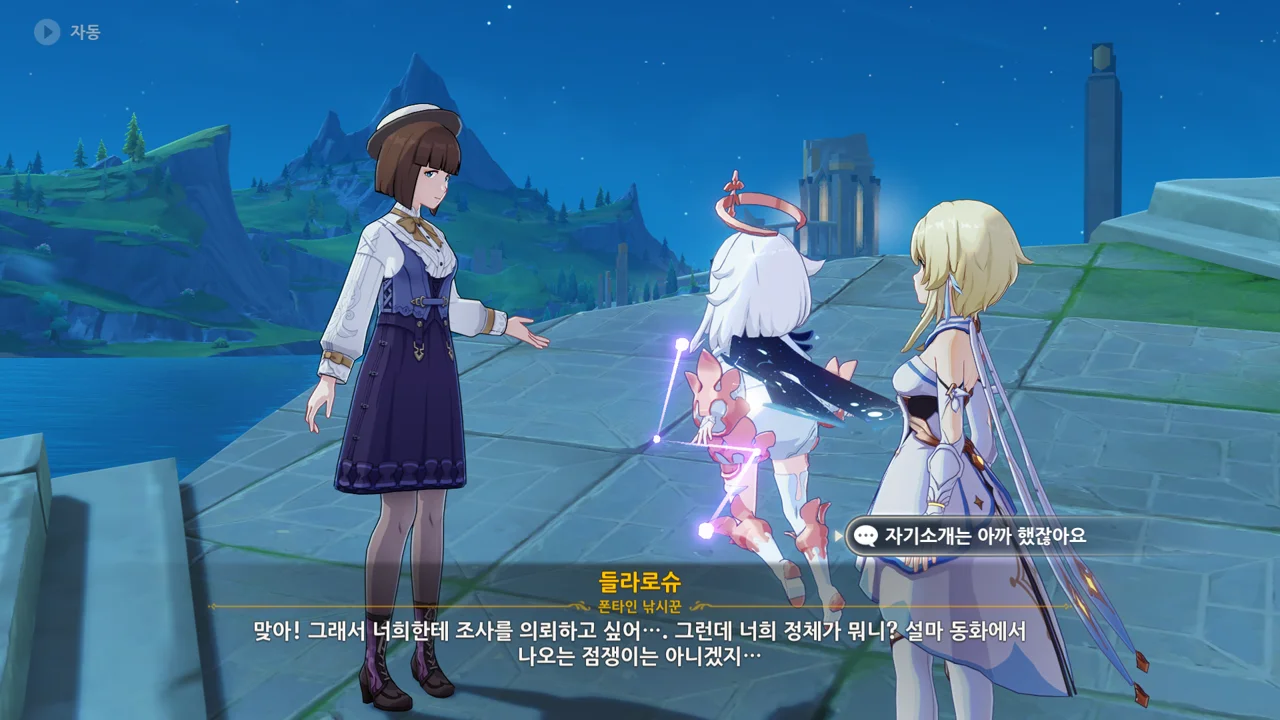 자동
자기소개는 아까 했잖아요
들라로슈
폰타인 낚시꾼
맞아! 그래서 너희한테 조사를 의뢰하고 싶어…. 그런데 너희 정체가 뭐니? 설마 동화에서
나오는 점쟁이는 아니겠지…